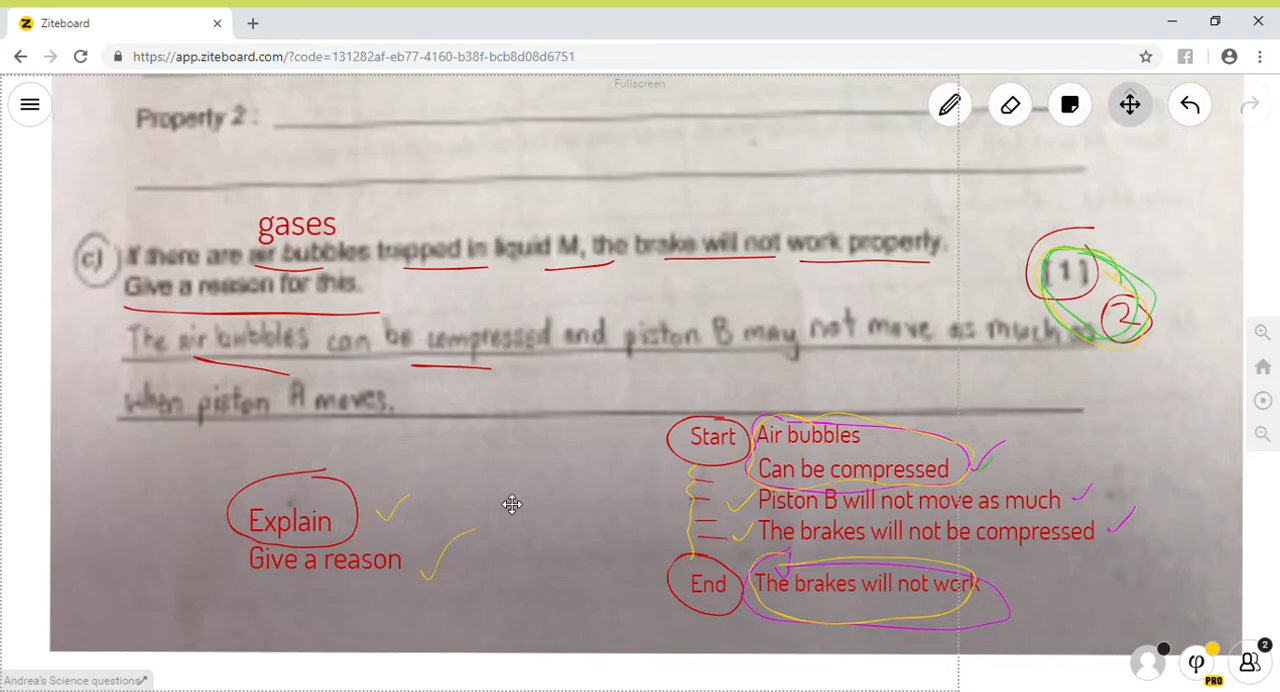 Ziteboard
https://app.ziteboard.com/?code=131282af-eb77-4160-b38f-bcb8d08d6751
Fullscreen
Property 2 :
gases
c) If there are air bubbles trapped in liquid M, the brake will not work properly.
Give a reason for this.
[1]
2
The air bubbles can be compressed and piston B may not move as much as
when piston A moves.
Start
Air bubbles
Can be compressed
Piston B will not move as much
The brakes will not be compressed
End
The brakes will not work
Explain
Give a reason
Andrea's Science questions
φ
PRO
2